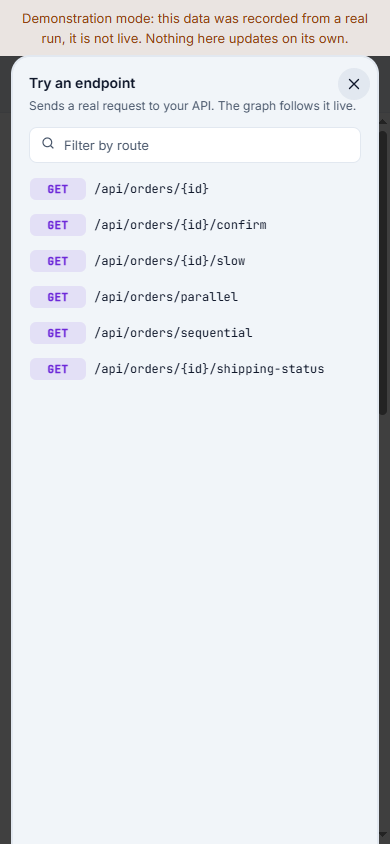 Demonstration mode: this data was recorded from a real
run, it is not live. Nothing here updates on its own.
Try an endpoint
Sends a real request to your API. The graph follows it live.
Filter by route
GET /api/orders/{id}
GET /api/orders/{id}/confirm
GET /api/orders/{id}/slow
GET /api/orders/parallel
GET /api/orders/sequential
GET /api/orders/{id}/shipping-status